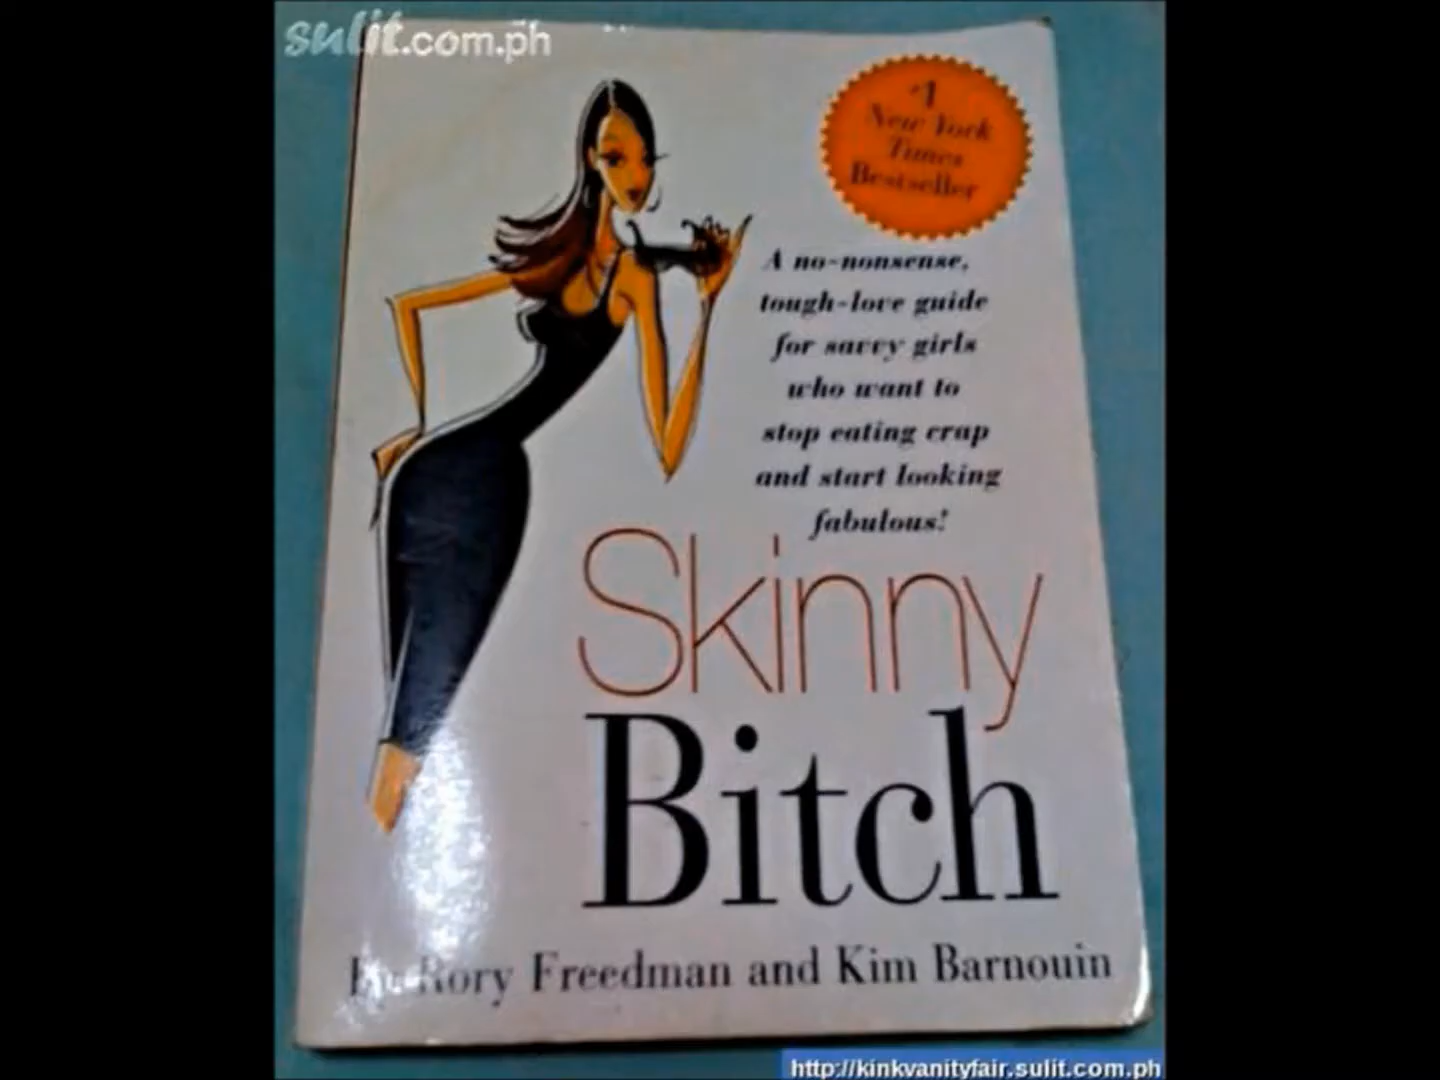 sulit.com.ph
#1
New York
Times
Bestseller
A no-nonsense,
tough-love guide
for savvy girls
who want to
stop eating crap
and start looking
fabulous!
Skinny
Bitch
By Rory Freedman and Kim Barnouin
http://kinkvanityfair.sulit.com.ph